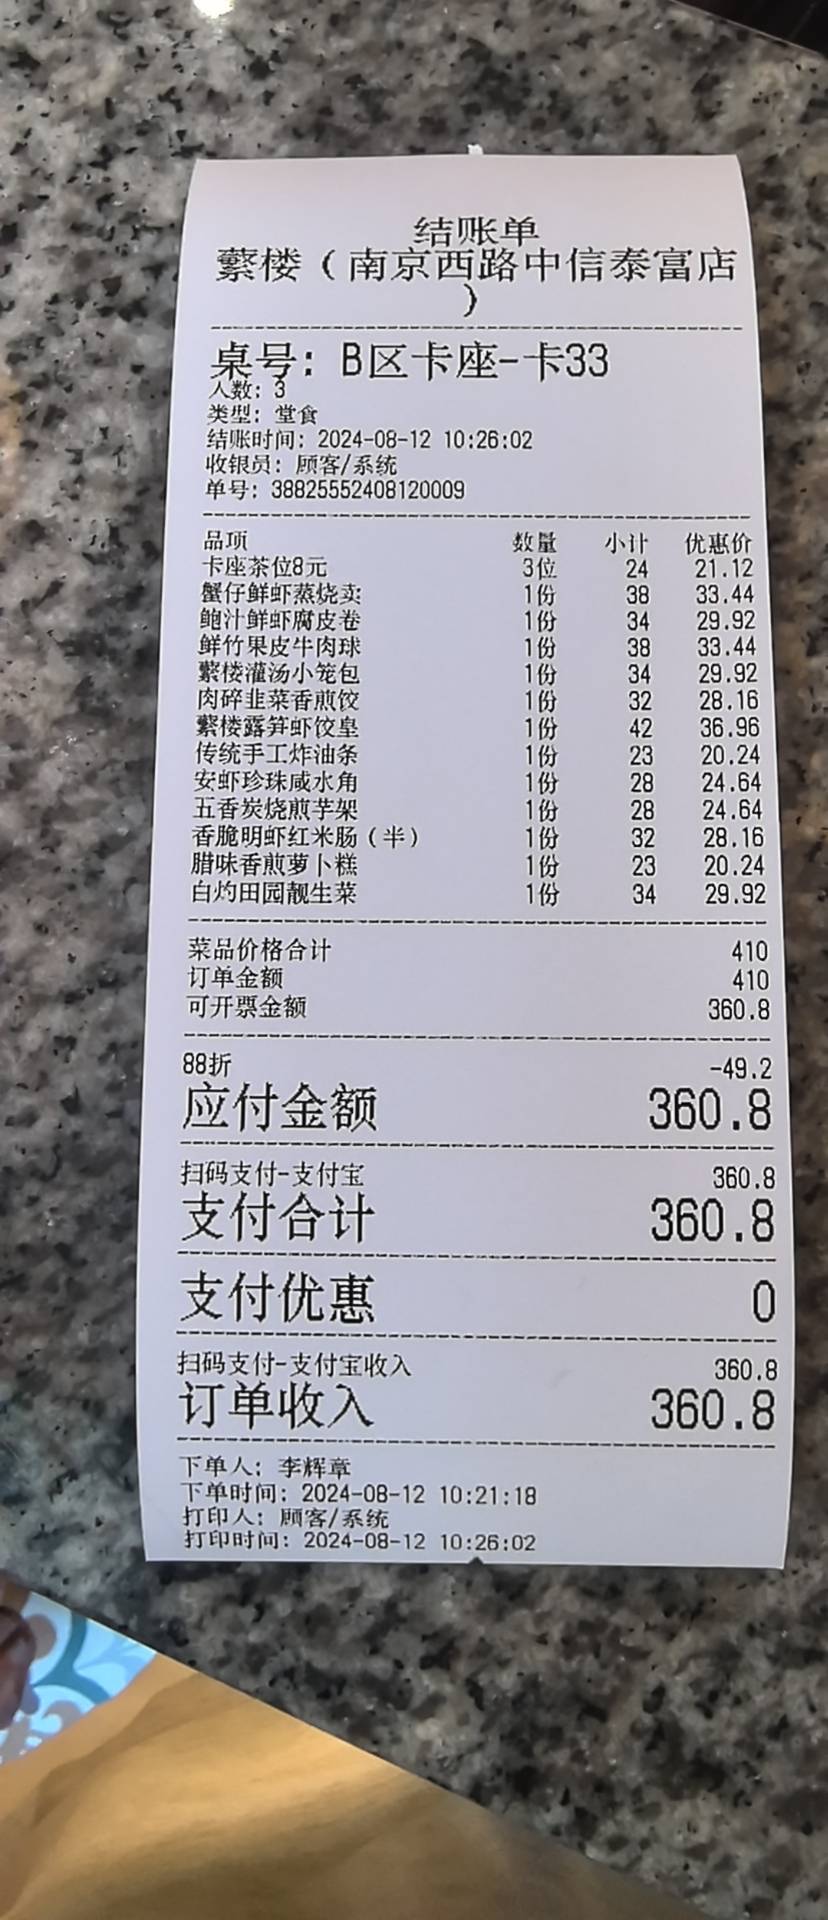 结账单
蘩楼（南京西路中信泰富店
）
桌号: B区卡座-卡33
人数: 3
类型: 堂食
结账时间: 2024-08-12 10:26:02
收银员: 顾客/系统
单号: 38825552408120009
品项 数量 小计 优惠价
卡座茶位8元 3位 24 21.12
蟹仔鲜虾蒸烧卖 1份 38 33.44
鲍汁鲜虾腐皮卷 1份 34 29.92
鲜竹果皮牛肉球 1份 38 33.44
蘩楼灌汤小笼包 1份 34 29.92
肉碎韭菜香煎饺 1份 32 28.16
蘩楼露笋虾饺皇 1份 42 36.96
传统手工炸油条 1份 23 20.24
安虾珍珠咸水角 1份 28 24.64
五香炭烧煎芋架 1份 28 24.64
香脆明虾红米肠（半） 1份 32 28.16
腊味香煎萝卜糕 1份 23 20.24
白灼田园靓生菜 1份 34 29.92
菜品价格合计 410
订单金额 410
可开票金额 360.8
88折 -49.2
应付金额 360.8
扫码支付-支付宝 360.8
支付合计 360.8
支付优惠 0
扫码支付-支付宝收入 360.8
订单收入 360.8
下单人: 李辉章
下单时间: 2024-08-12 10:21:18
打印人: 顾客/系统
打印时间: 2024-08-12 10:26:02